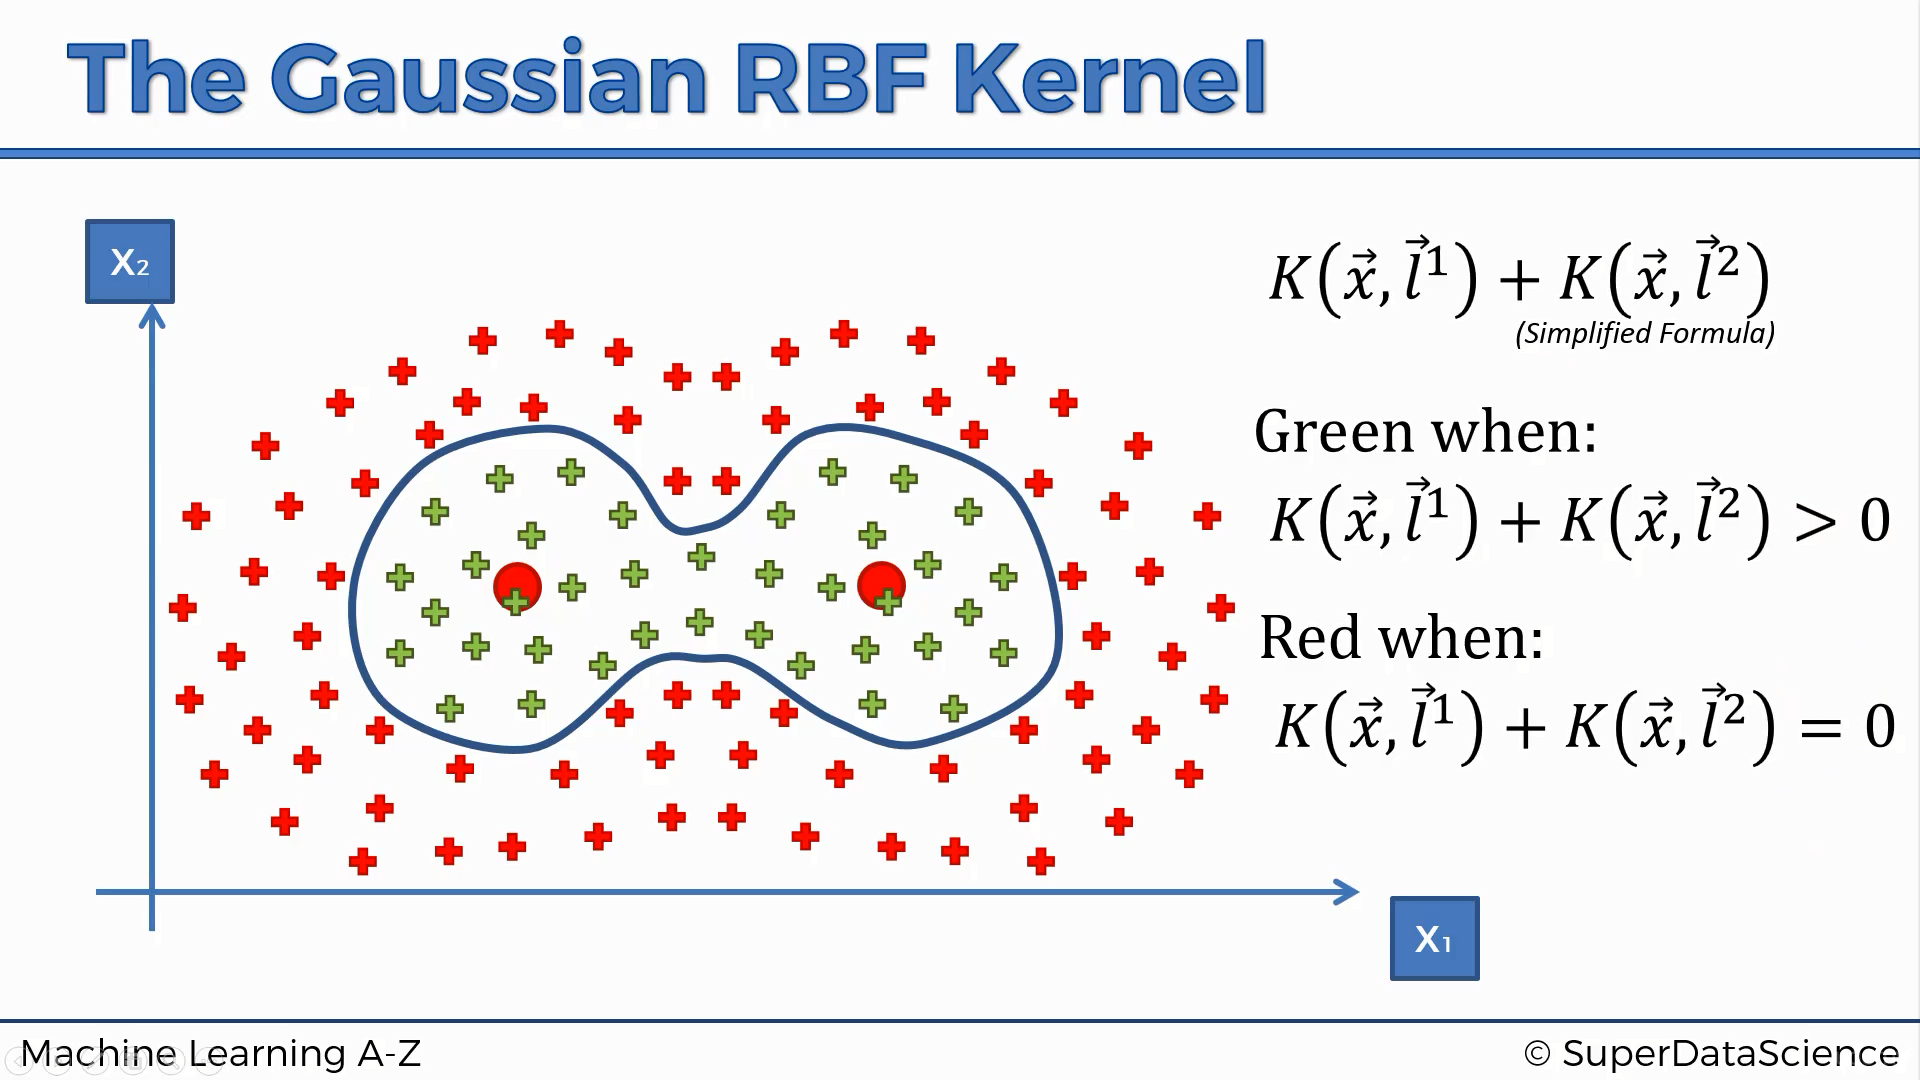 The Gaussian RBF Kernel
X₂
K(x⃗, l⃗¹) + K(x⃗, l⃗²)
(Simplified Formula)
Green when:
K(x⃗, l⃗¹) + K(x⃗, l⃗²) > 0
Red when:
K(x⃗, l⃗¹) + K(x⃗, l⃗²) = 0
X₁
Machine Learning A-Z
© SuperDataScience